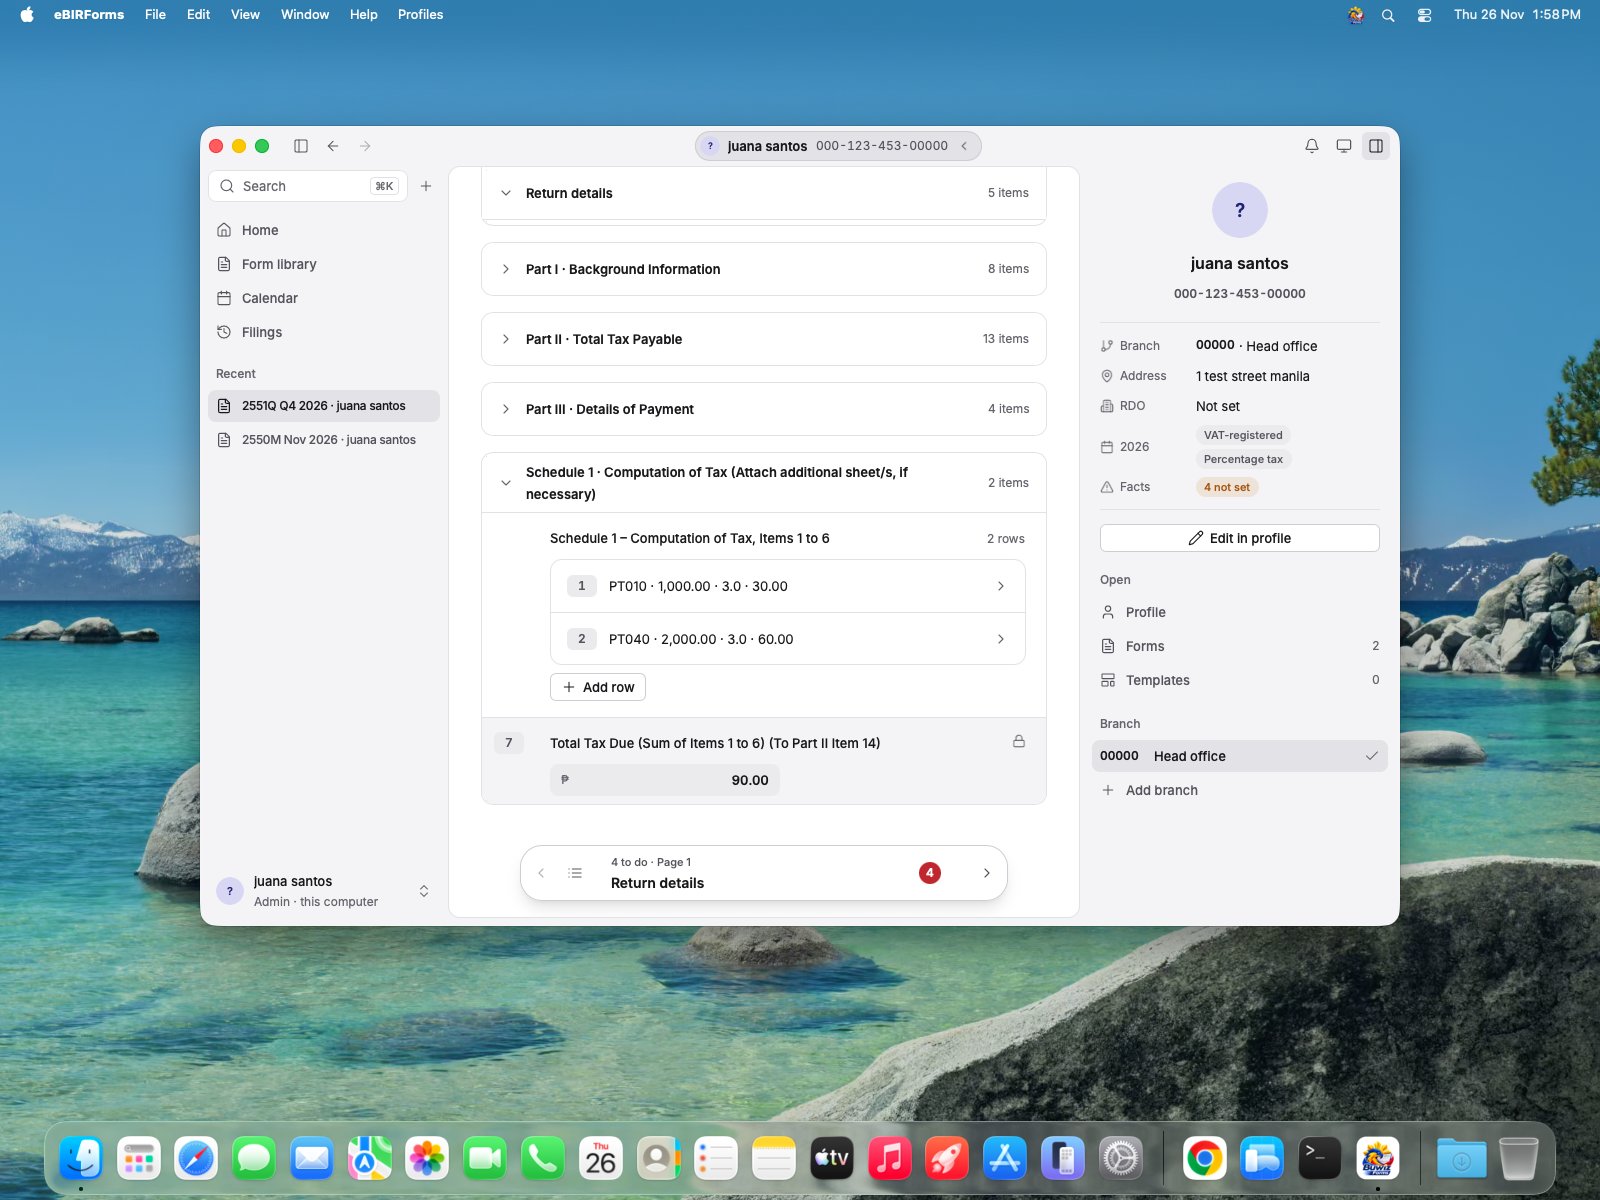 eBIRForms File Edit View Window Help Profiles
Thu 26 Nov 1:58 PM
? juana santos 000-123-453-00000
Search ⌘K
Home
Form library
Calendar
Filings
Recent
2551Q Q4 2026 · juana santos
2550M Nov 2026 · juana santos
? juana santos
Admin · this computer
Return details 5 items
Part I · Background Information 8 items
Part II · Total Tax Payable 13 items
Part III · Details of Payment 4 items
Schedule 1 · Computation of Tax (Attach additional sheet/s, if
necessary) 2 items
Schedule 1 – Computation of Tax, Items 1 to 6 2 rows
1 PT010 · 1,000.00 · 3.0 · 30.00
2 PT040 · 2,000.00 · 3.0 · 60.00
Add row
7 Total Tax Due (Sum of Items 1 to 6) (To Part II Item 14)
₱ 90.00
4 to do · Page 1
Return details
4
?
juana santos
000-123-453-00000
Branch 00000 · Head office
Address 1 test street manila
RDO Not set
2026 VAT-registered
Percentage tax
Facts 4 not set
Edit in profile
Open
Profile
Forms 2
Templates 0
Branch
00000 Head office
Add branch
Thu
26
tv
>_